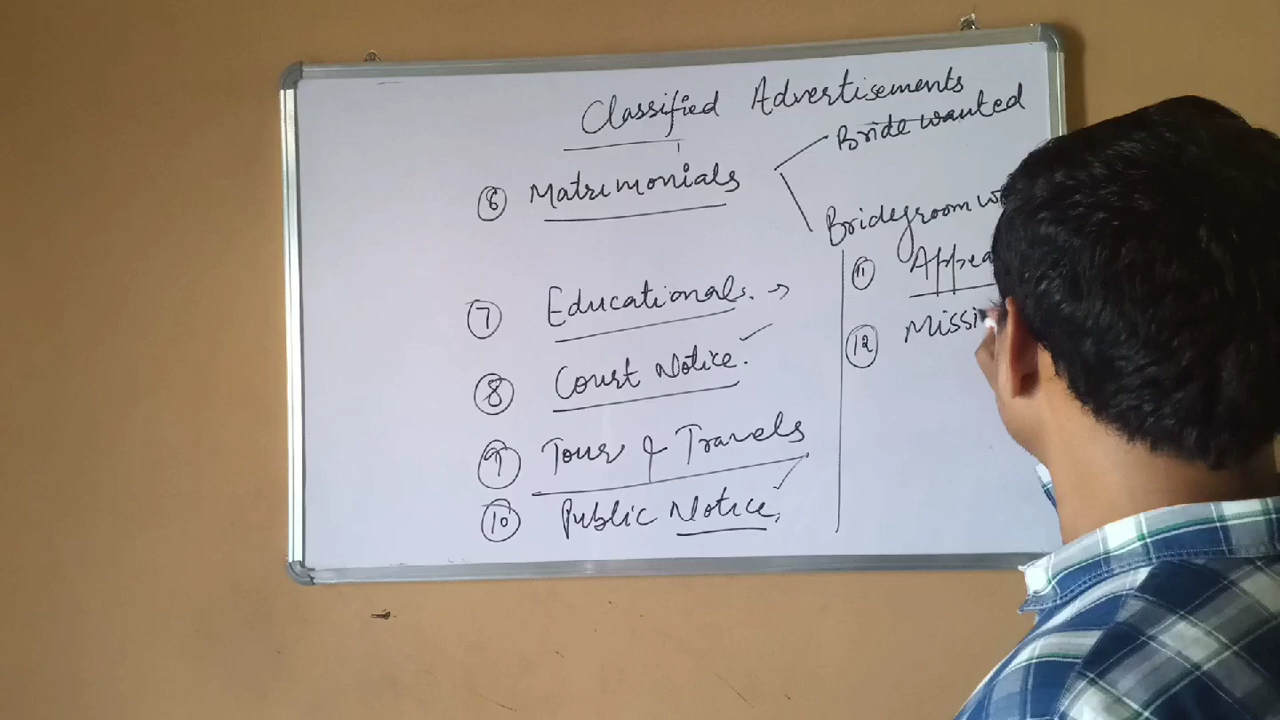 Classified Advertisements
⑥ Matrimonials
Bride wanted
Bridegroom
⑦ Educationals. →
⑧ Court Notice.
⑨ Tour & Travels
⑩ Public Notice.
⑪ Appea
⑫ Missi